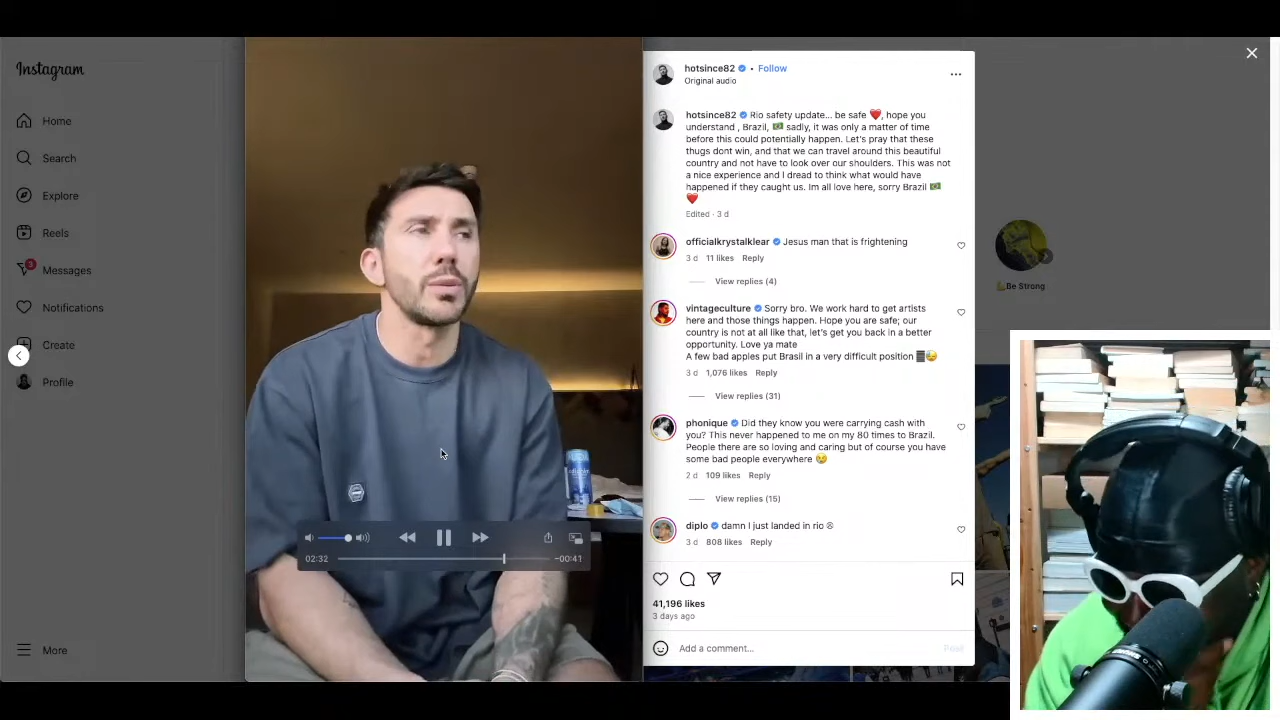 Instagram
Home
Search
Explore
Reels
3
Messages
Notifications
Create
Profile
More
02:32
-00:41
hotsince82 • Follow
Original audio
hotsince82 Rio safety update... be safe ❤️, hope you
understand , Brazil, 🇧🇷 sadly, it was only a matter of time
before this could potentially happen. Let's pray that these
thugs dont win, and that we can travel around this beautiful
country and not have to look over our shoulders. This was not
a nice experience and I dread to think what would have
happened if they caught us. Im all love here, sorry Brazil 🇧🇷
❤️
Edited · 3 d
officialkrystalklear Jesus man that is frightening
3 d 11 likes Reply
View replies (4)
vintageculture Sorry bro. We work hard to get artists
here and those things happen. Hope you are safe; our
country is not at all like that, let's get you back in a better
opportunity. Love ya mate
A few bad apples put Brasil in a very difficult position
3 d 1,076 likes Reply
View replies (31)
phonique Did they know you were carrying cash with
you? This never happened to me on my 80 times to Brazil.
People there are so loving and caring but of course you have
some bad people everywhere 😢
2 d 109 likes Reply
View replies (15)
diplo damn I just landed in rio ☹
3 d 808 likes Reply
41,196 likes
3 days ago
Add a comment...
Post
💪Be Strong